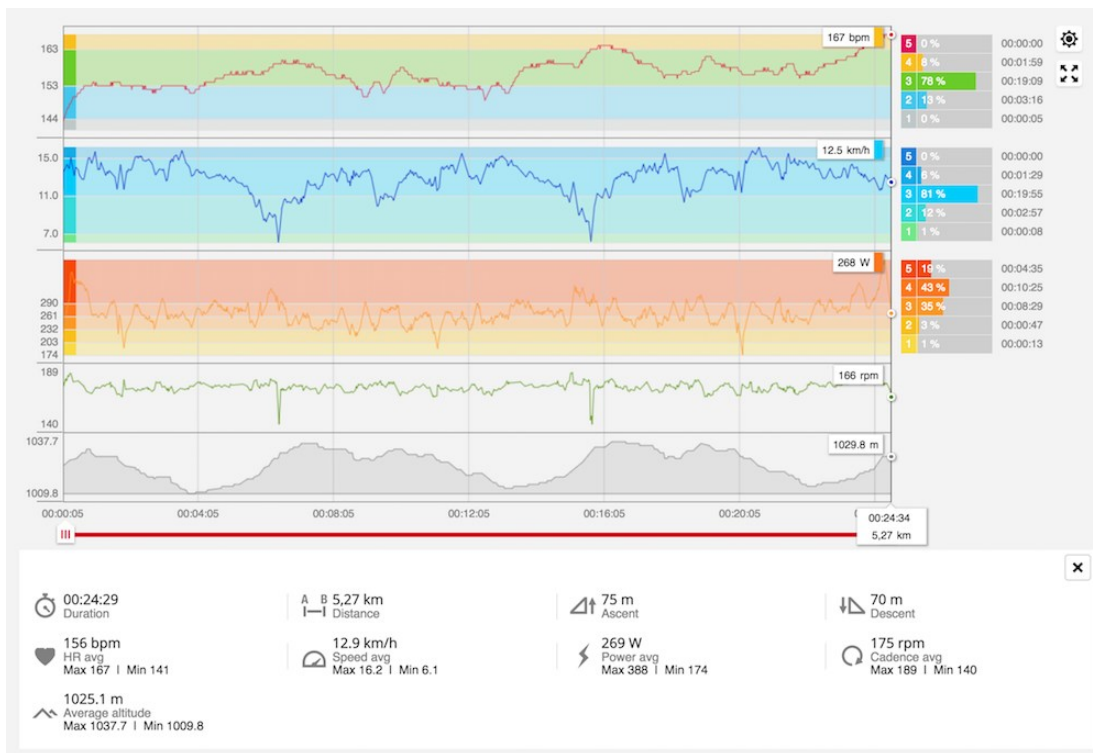 163
153
144
167 bpm
5 0 % 00:00:00
4 8 % 00:01:59
3 78 % 00:19:09
2 13 % 00:03:16
1 0 % 00:00:05
15.0
11.0
7.0
12.5 km/h
5 0 % 00:00:00
4 6 % 00:01:29
3 81 % 00:19:55
2 12 % 00:02:57
1 1 % 00:00:08
290
261
232
203
174
268 W
5 19 % 00:04:35
4 43 % 00:10:25
3 35 % 00:08:29
2 3 % 00:00:47
1 1 % 00:00:13
189
140
166 rpm
1037.7
1009.8
1029.8 m
00:00:05 00:04:05 00:08:05 00:12:05 00:16:05 00:20:05
00:24:34
5,27 km
00:24:29
Duration
A B 5,27 km
Distance
75 m
Ascent
70 m
Descent
156 bpm
HR avg
Max 167 | Min 141
12.9 km/h
Speed avg
Max 16.2 | Min 6.1
269 W
Power avg
Max 388 | Min 174
175 rpm
Cadence avg
Max 189 | Min 140
1025.1 m
Average altitude
Max 1037.7 | Min 1009.8